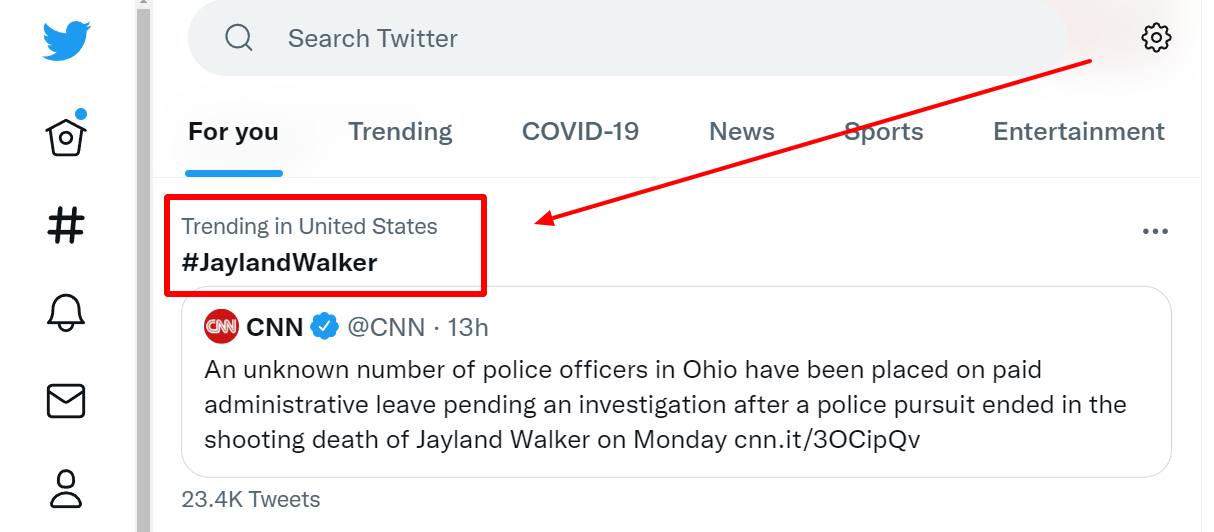 Search Twitter
For you Trending COVID-19 News Sports Entertainment
Trending in United States
#JaylandWalker
CNN CNN @CNN · 13h
An unknown number of police officers in Ohio have been placed on paid
administrative leave pending an investigation after a police pursuit ended in the
shooting death of Jayland Walker on Monday cnn.it/3OCipQv
23.4K Tweets